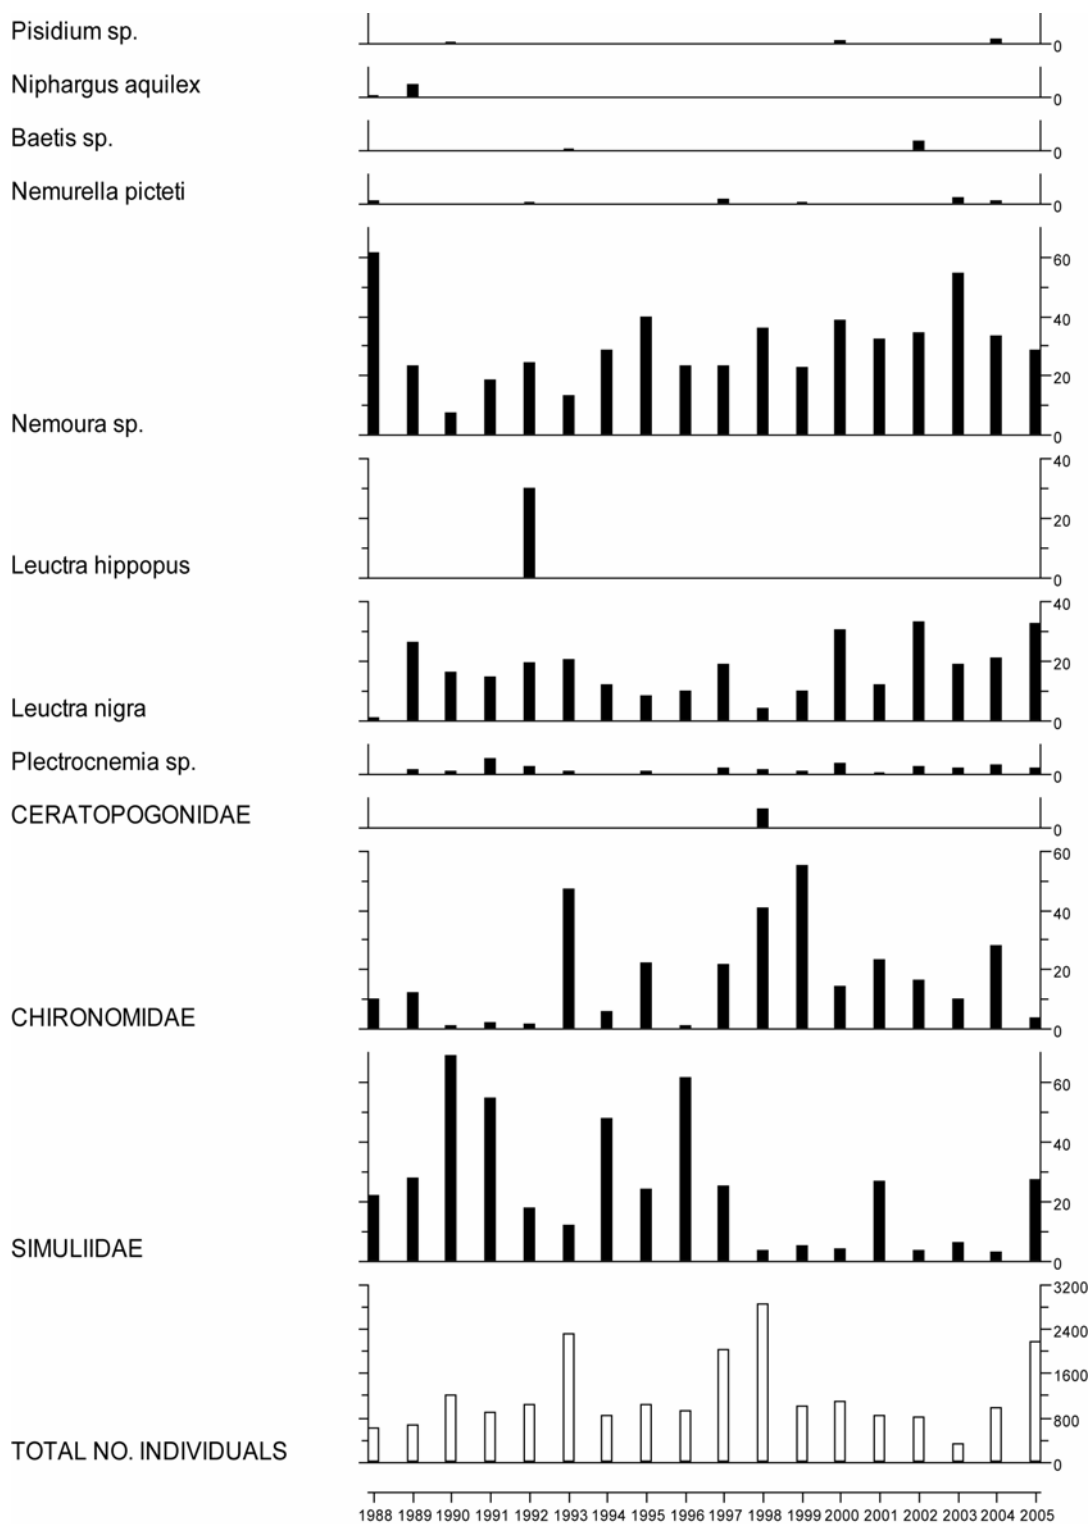 Pisidium sp.
0
Niphargus aquilex
0
Baetis sp.
0
Nemurella picteti
0
60
40
20
Nemoura sp.
0
40
20
Leuctra hippopus
0
40
20
Leuctra nigra
0
Plectrocnemia sp.
0
CERATOPOGONIDAE
0
60
40
20
CHIRONOMIDAE
0
60
40
20
SIMULIIDAE
0
3200
2400
1600
800
TOTAL NO. INDIVIDUALS
0
1988 1989 1990 1991 1992 1993 1994 1995 1996 1997 1998 1999 2000 2001 2002 2003 2004 2005